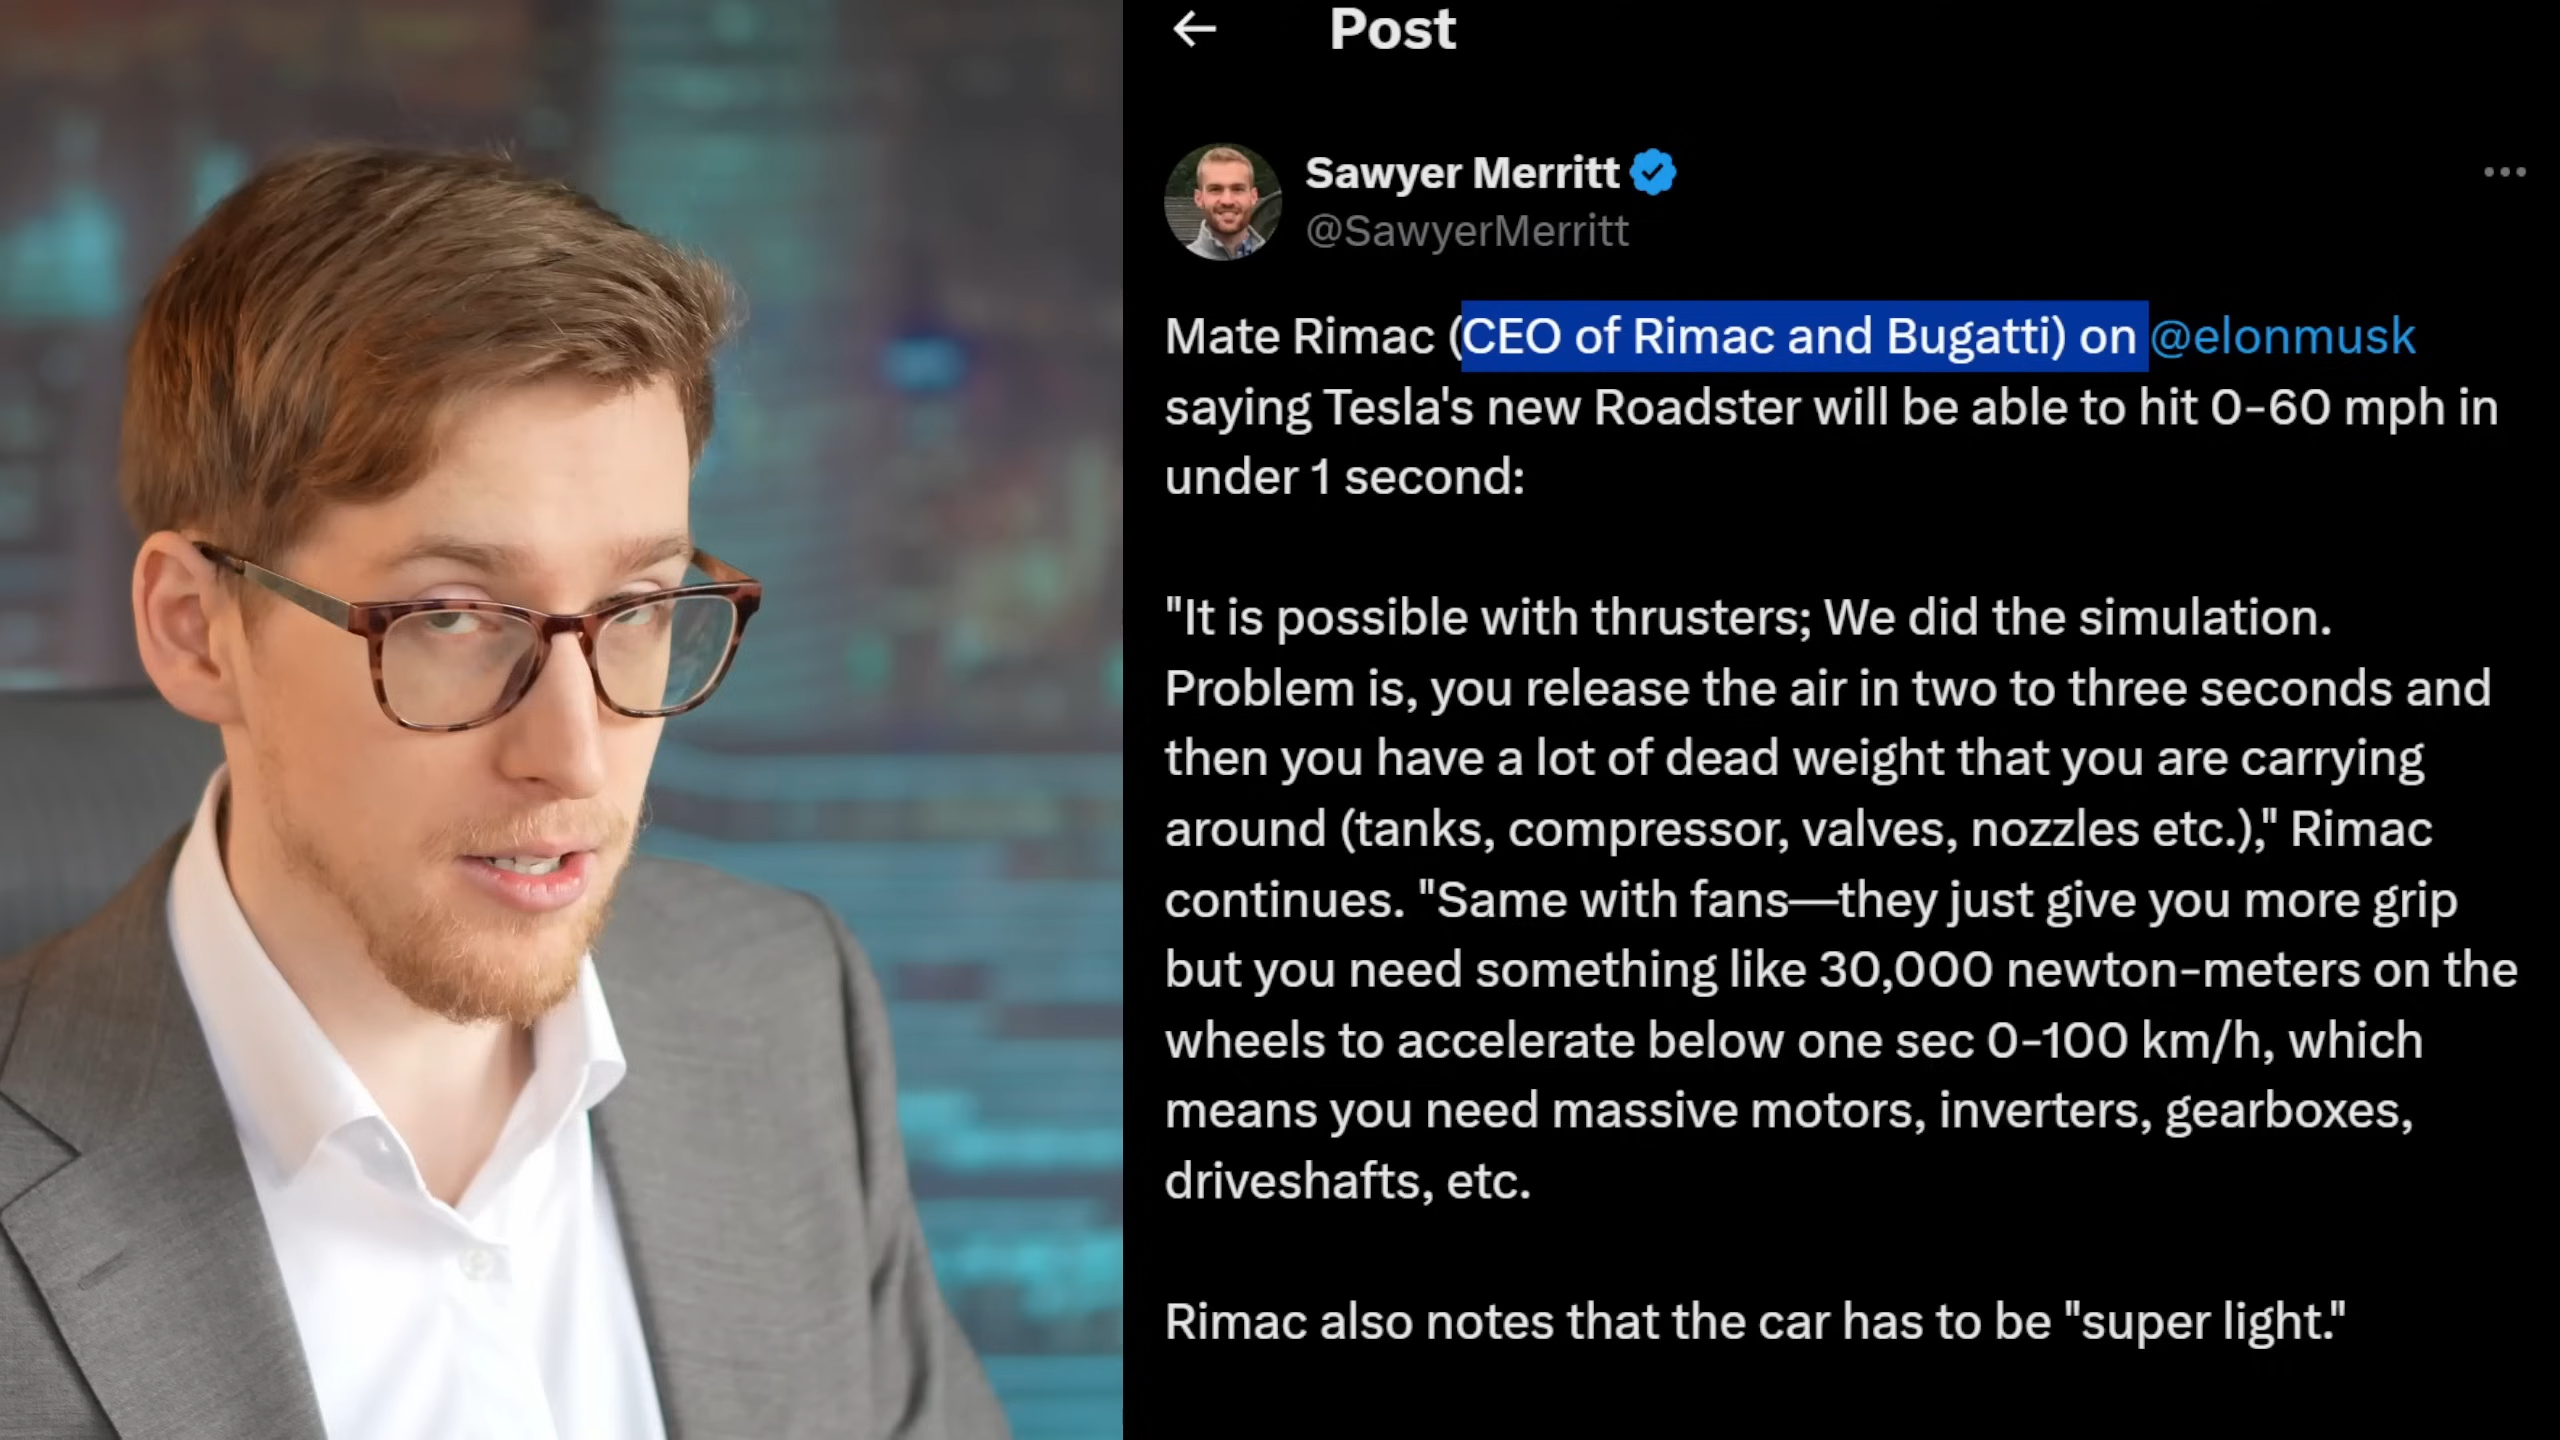 Post
Sawyer Merritt
@SawyerMerritt
Mate Rimac (CEO of Rimac and Bugatti) on @elonmusk
saying Tesla's new Roadster will be able to hit 0-60 mph in
under 1 second:
"It is possible with thrusters; We did the simulation.
Problem is, you release the air in two to three seconds and
then you have a lot of dead weight that you are carrying
around (tanks, compressor, valves, nozzles etc.)," Rimac
continues. "Same with fans—they just give you more grip
but you need something like 30,000 newton-meters on the
wheels to accelerate below one sec 0-100 km/h, which
means you need massive motors, inverters, gearboxes,
driveshafts, etc.
Rimac also notes that the car has to be "super light."